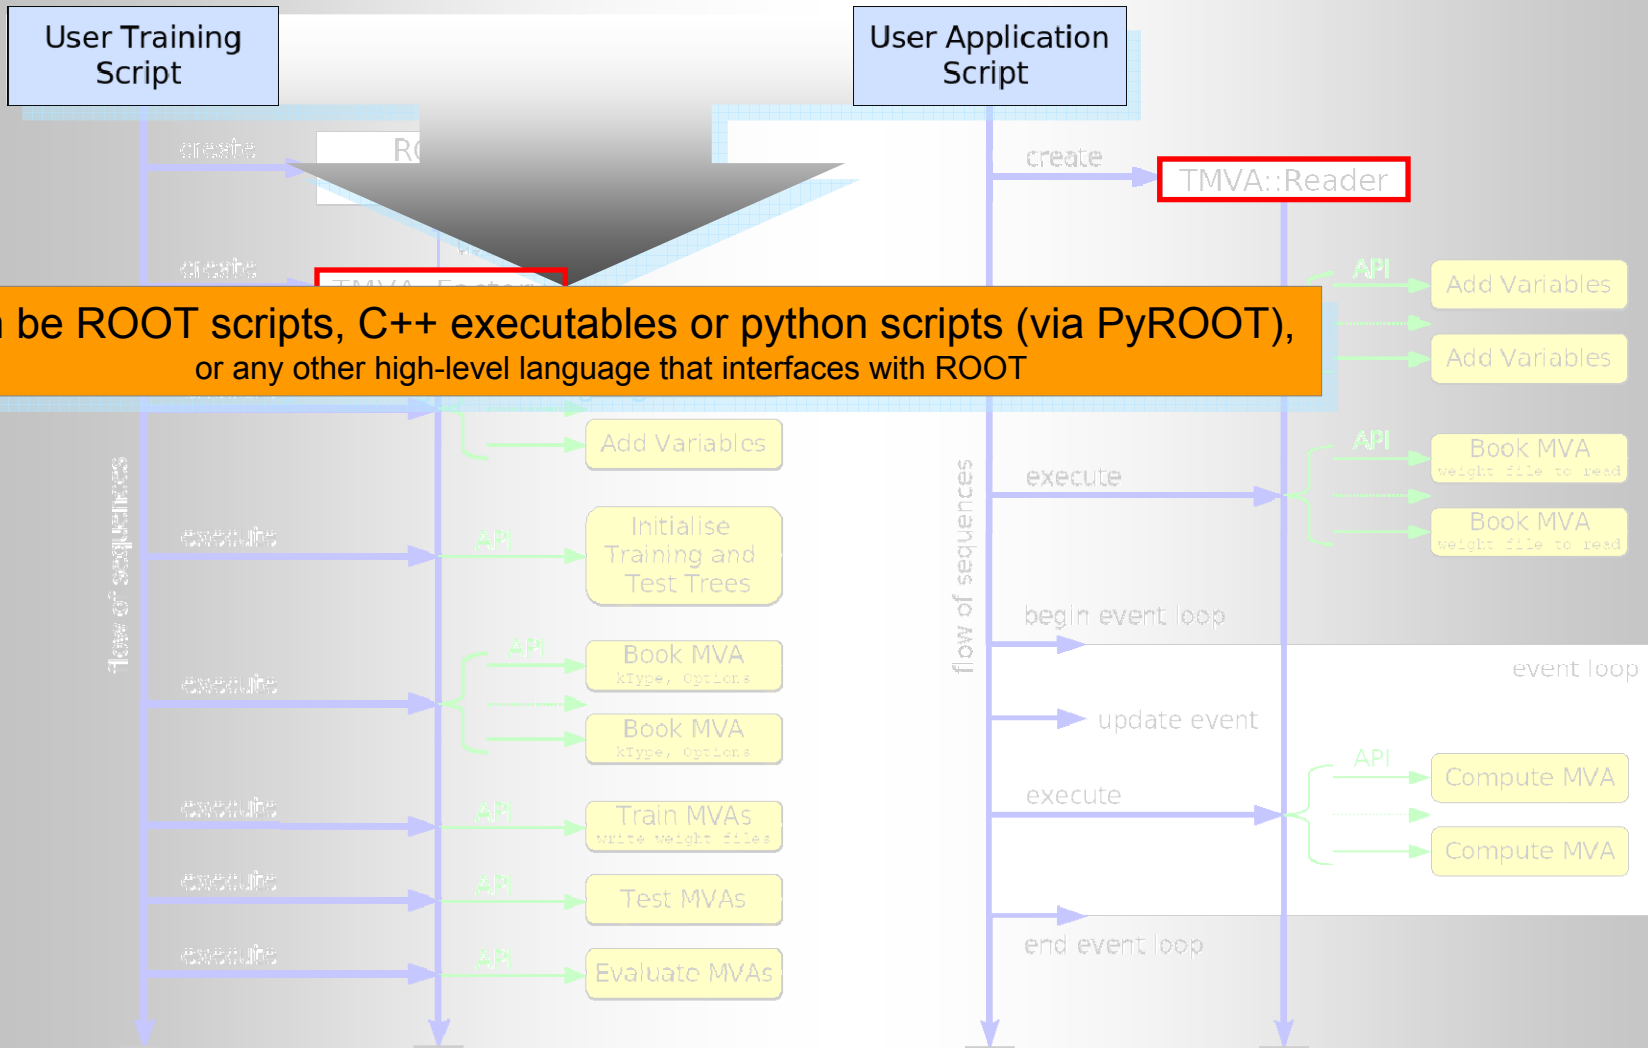 User Training
Script
create
create
be ROOT scripts, C++ executables or python scripts (via PyROOT),
or any other high-level language that interfaces with ROOT
Add Variables
flow of sequences
execute
API
Initialise
Training and
Test Trees
execute
API
Book MVA
kType, Options
Book MVA
kType, Options
execute
API
Train MVAs
write weight files
execute
API
Test MVAs
execute
API
Evaluate MVAs
User Application
Script
create
TMVA::Reader
API
Add Variables
Add Variables
flow of sequences
execute
API
Book MVA
weight file to read
Book MVA
weight file to read
begin event loop
event loop
update event
execute
API
Compute MVA
Compute MVA
end event loop